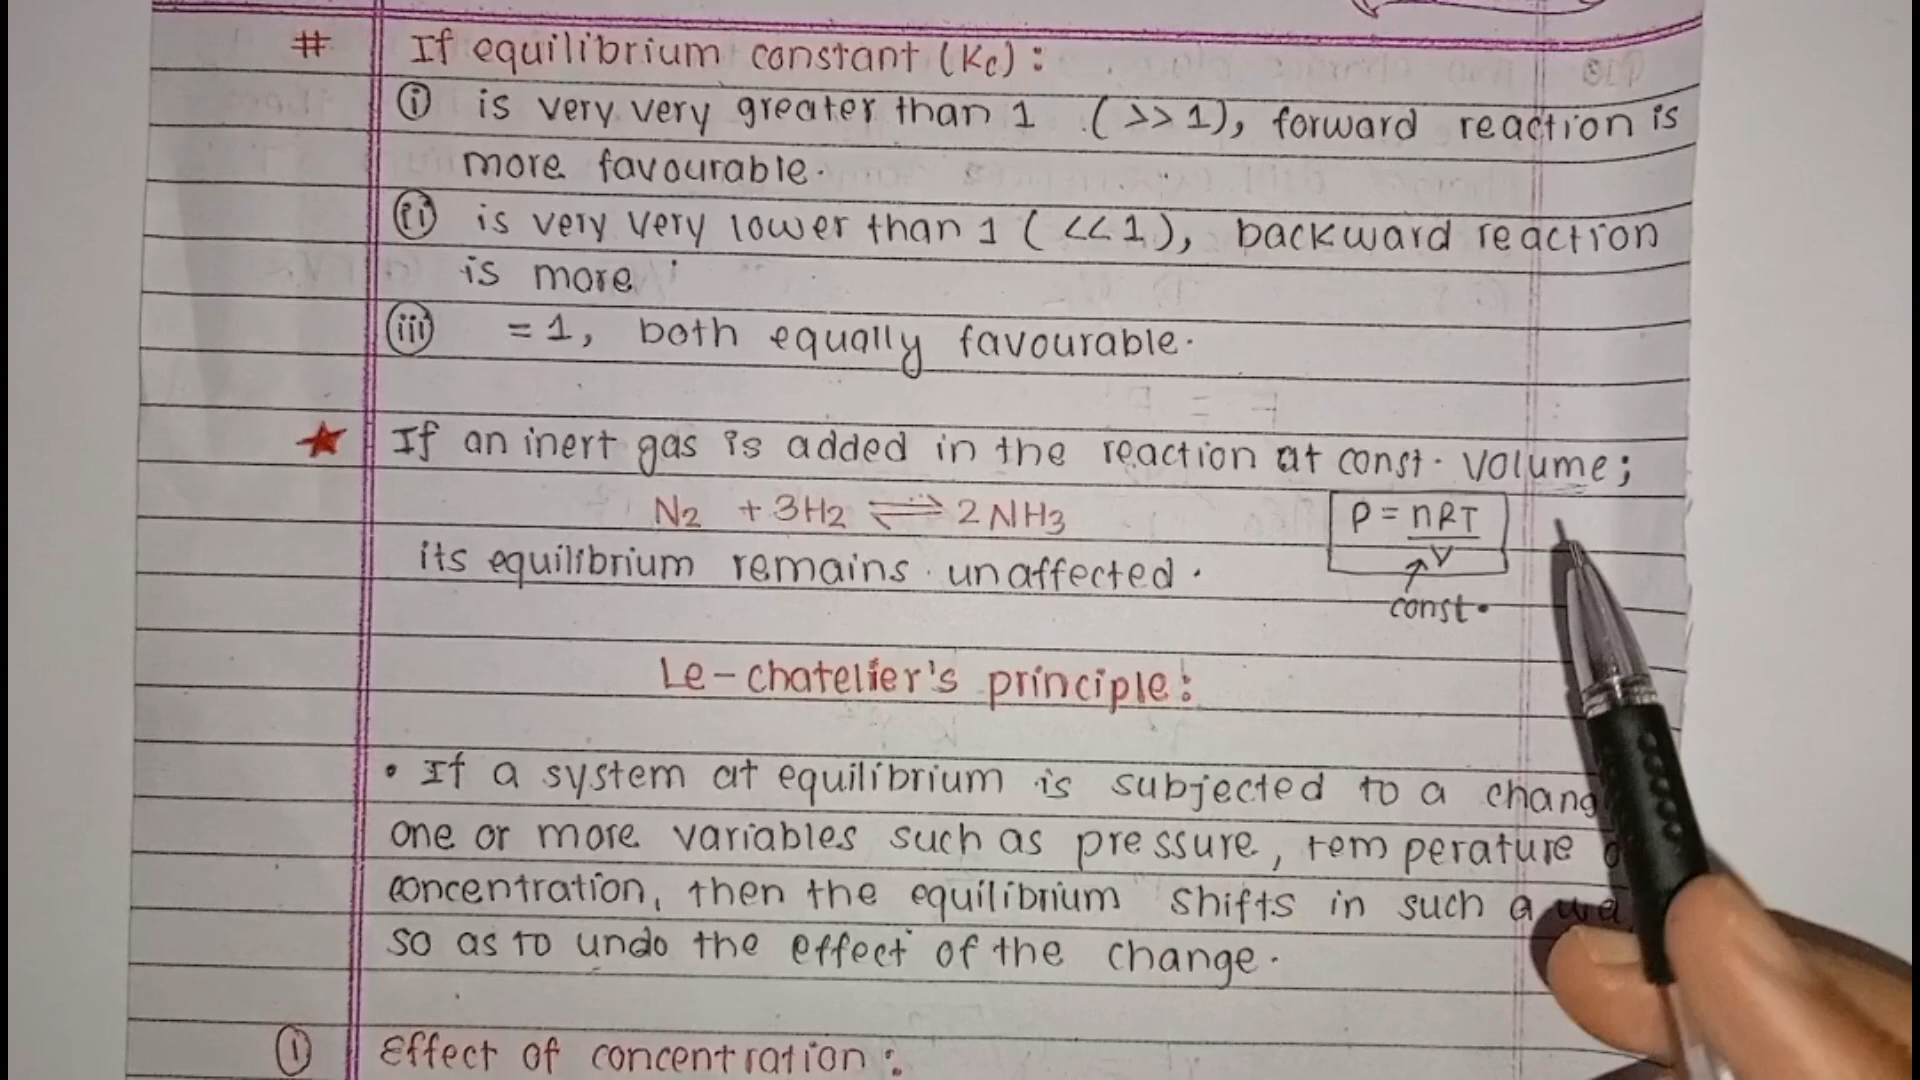 # If equilibrium constant (Kc) :
(i) is very very greater than 1 (>>1), forward reaction is
more favourable.
(ii) is very very lower than 1 (<<1), backward reaction
is more
(iii) = 1, both equally favourable.
★ If an inert gas is added in the reaction at const. volume;
N2 + 3H2 ⇌ 2NH3
P = nRT/V
its equilibrium remains unaffected.
const.
Le-chatelier's principle:
• If a system at equilibrium is subjected to a
one or more variables such as pressure, temperature
concentration, then the equilibrium shifts in such a
so as to undo the effect of the change.
① Effect of concentration: